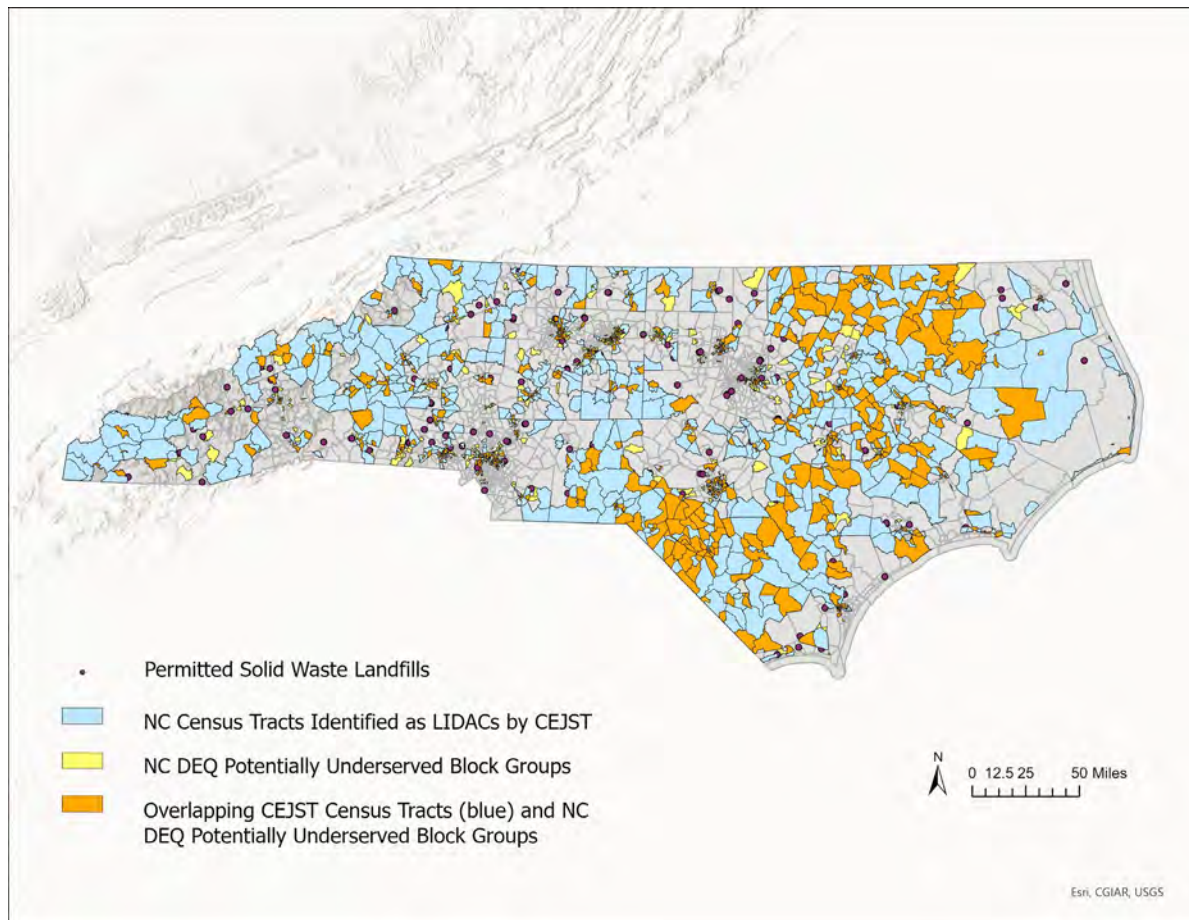 Permitted Solid Waste Landfills
NC Census Tracts Identified as LIDACs by CEJST
NC DEQ Potentially Underserved Block Groups
Overlapping CEJST Census Tracts (blue) and NC
DEQ Potentially Underserved Block Groups
N
0 12.5 25 50 Miles
Esri, CGIAR, USGS